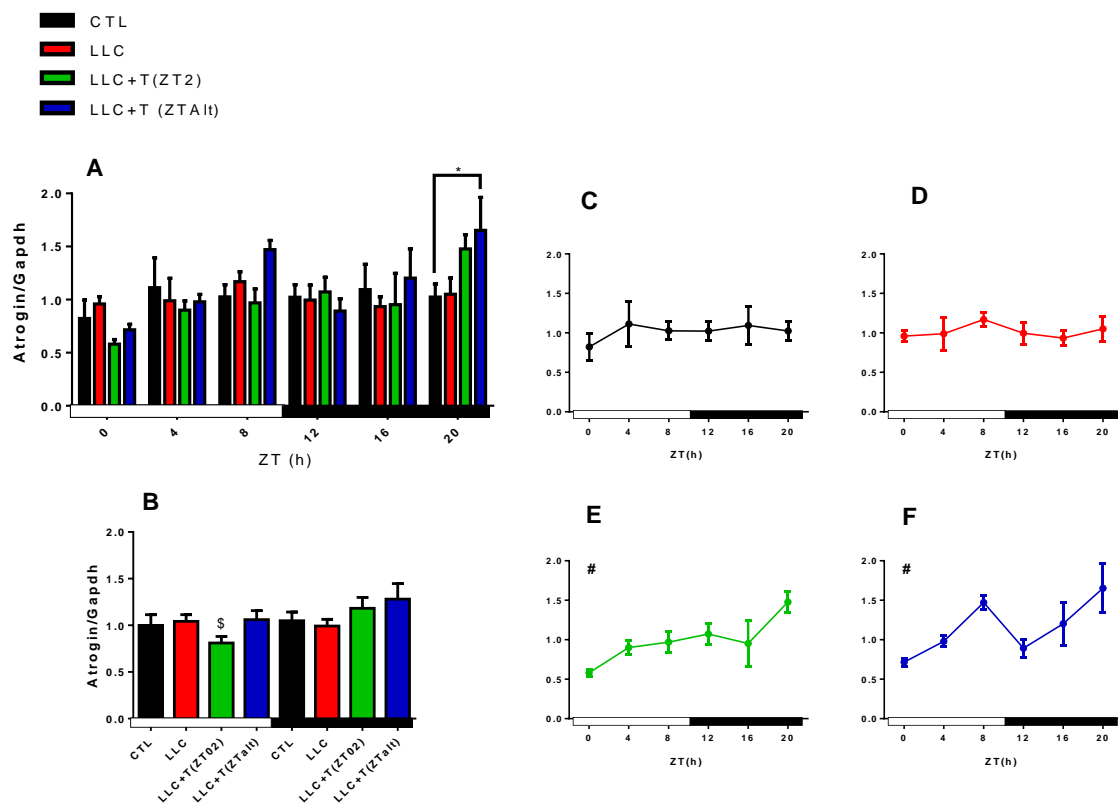 CTL
LLC
LLC+T(ZT2)
LLC+T (ZTAlt)
A
2.0
1.5
1.0
0.5
0.0
Atrogin/Gapdh
*
0 4 8 12 16 20
ZT (h)
B
2.0
1.5
1.0
0.5
0.0
Atrogin/Gapdh
$
CTL LLC LLC+T(ZT02) LLC+T(ZTalt) CTL LLC LLC+T(ZT02) LLC+T(ZTalt)
C
2.0
1.5
1.0
0.5
0.0
0 4 8 12 16 20
ZT(h)
D
2.0
1.5
1.0
0.5
0.0
0 4 8 12 16 20
ZT(h)
E
#
2.0
1.5
1.0
0.5
0.0
0 4 8 12 16 20
ZT(h)
F
#
2.0
1.5
1.0
0.5
0.0
0 4 8 12 16 20
ZT(h)